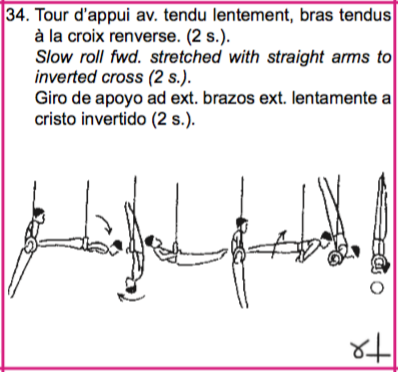 34. Tour d'appui av. tendu lentement, bras tendus
à la croix renverse. (2 s.).
Slow roll fwd. stretched with straight arms to
inverted cross (2 s.).
Giro de apoyo ad ext. brazos ext. lentamente a
cristo invertido (2 s.).